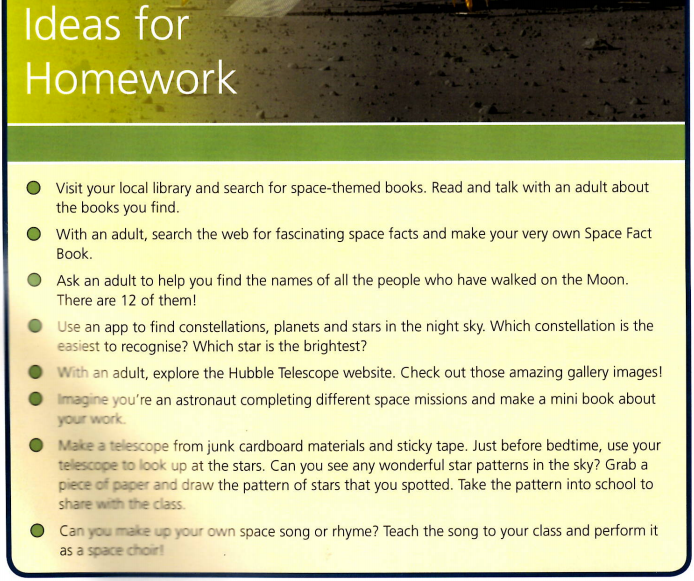 Ideas for
Homework
Visit your local library and search for space-themed books. Read and talk with an adult about
the books you find.
With an adult, search the web for fascinating space facts and make your very own Space Fact
Book.
Ask an adult to help you find the names of all the people who have walked on the Moon.
There are 12 of them!
Use an app to find constellations, planets and stars in the night sky. Which constellation is the
easiest to recognise? Which star is the brightest?
With an adult, explore the Hubble Telescope website. Check out those amazing gallery images!
Imagine you're an astronaut completing different space missions and make a mini book about
your work.
Make a telescope from junk cardboard materials and sticky tape. Just before bedtime, use your
telescope to look up at the stars. Can you see any wonderful star patterns in the sky? Grab a
piece of paper and draw the pattern of stars that you spotted. Take the pattern into school to
share with the class.
Can you make up your own space song or rhyme? Teach the song to your class and perform it
as a space choir!